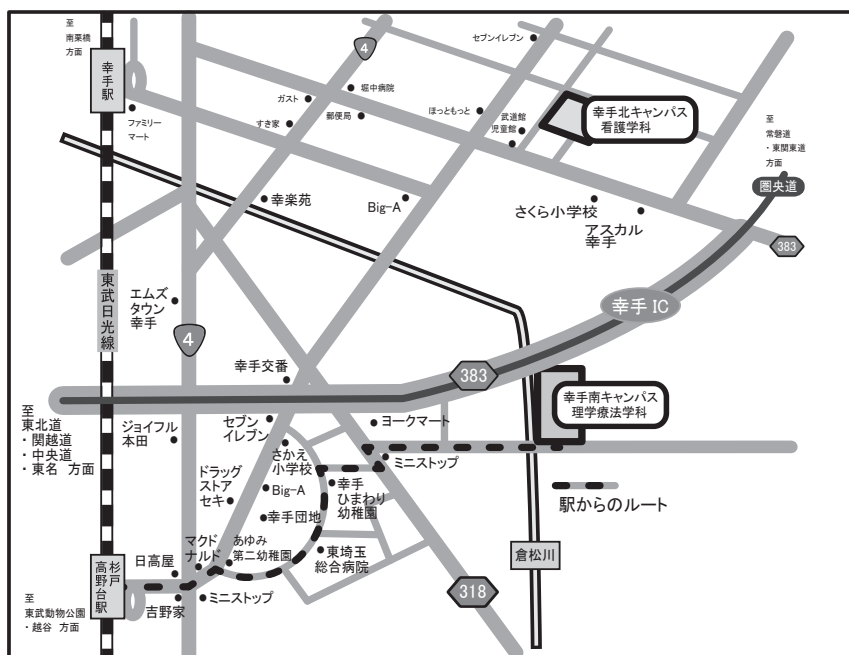 至
南栗橋
方面
幸手駅
ファミリー
マート
4
ガスト
堀中病院
すき家
郵便局
セブンイレブン
ほっともっと
武道館
児童館
幸手北キャンパス
看護学科
至
常磐道
・東関東道
方面
圏央道
383
幸楽苑
Big-A
さくら小学校
アスカル
幸手
東武日光線
エムズ
タウン
幸手
4
幸手 IC
幸手交番
383
幸手南キャンパス
理学療法学科
至
東北道
・関越道
・中央道
・東名 方面
ジョイフル
本田
セブン
イレブン
ヨークマート
さかえ
小学校
ミニストップ
ドラッグ
ストア
セキ
Big-A
幸手
ひまわり
幼稚園
幸手団地
駅からのルート
マクド
ナルド
あゆみ
第二幼稚園
東埼玉
総合病院
倉松川
杉戸
高野台駅
日高屋
吉野家
ミニストップ
318
至
東武動物公園
・越谷 方面